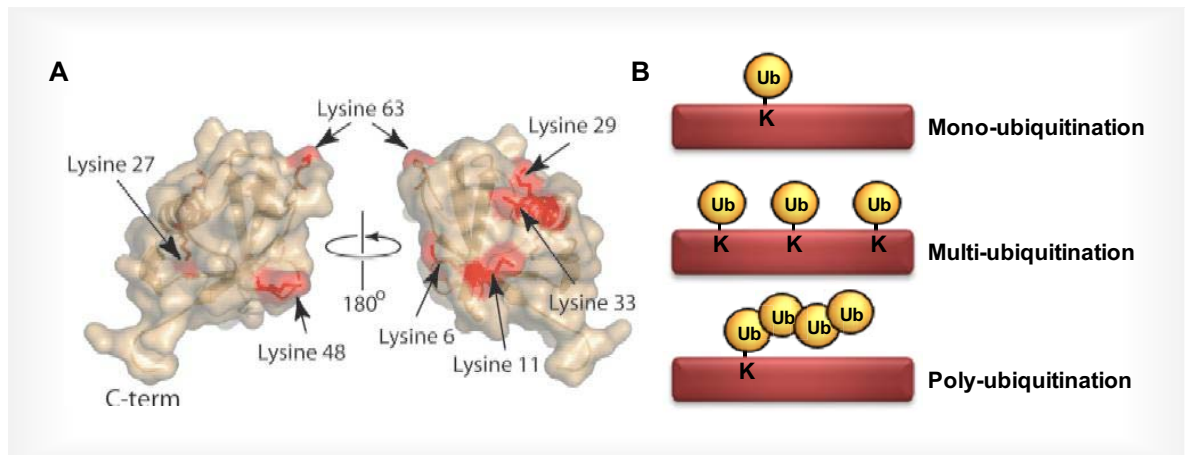 A
Lysine 63
Lysine 29
Lysine 27
Lysine 33
180o
Lysine 6
Lysine 48
Lysine 11
C-term
B
Ub
K
Mono-ubiquitination
Ub Ub Ub
K K K
Multi-ubiquitination
Ub Ub Ub Ub
K
Poly-ubiquitination